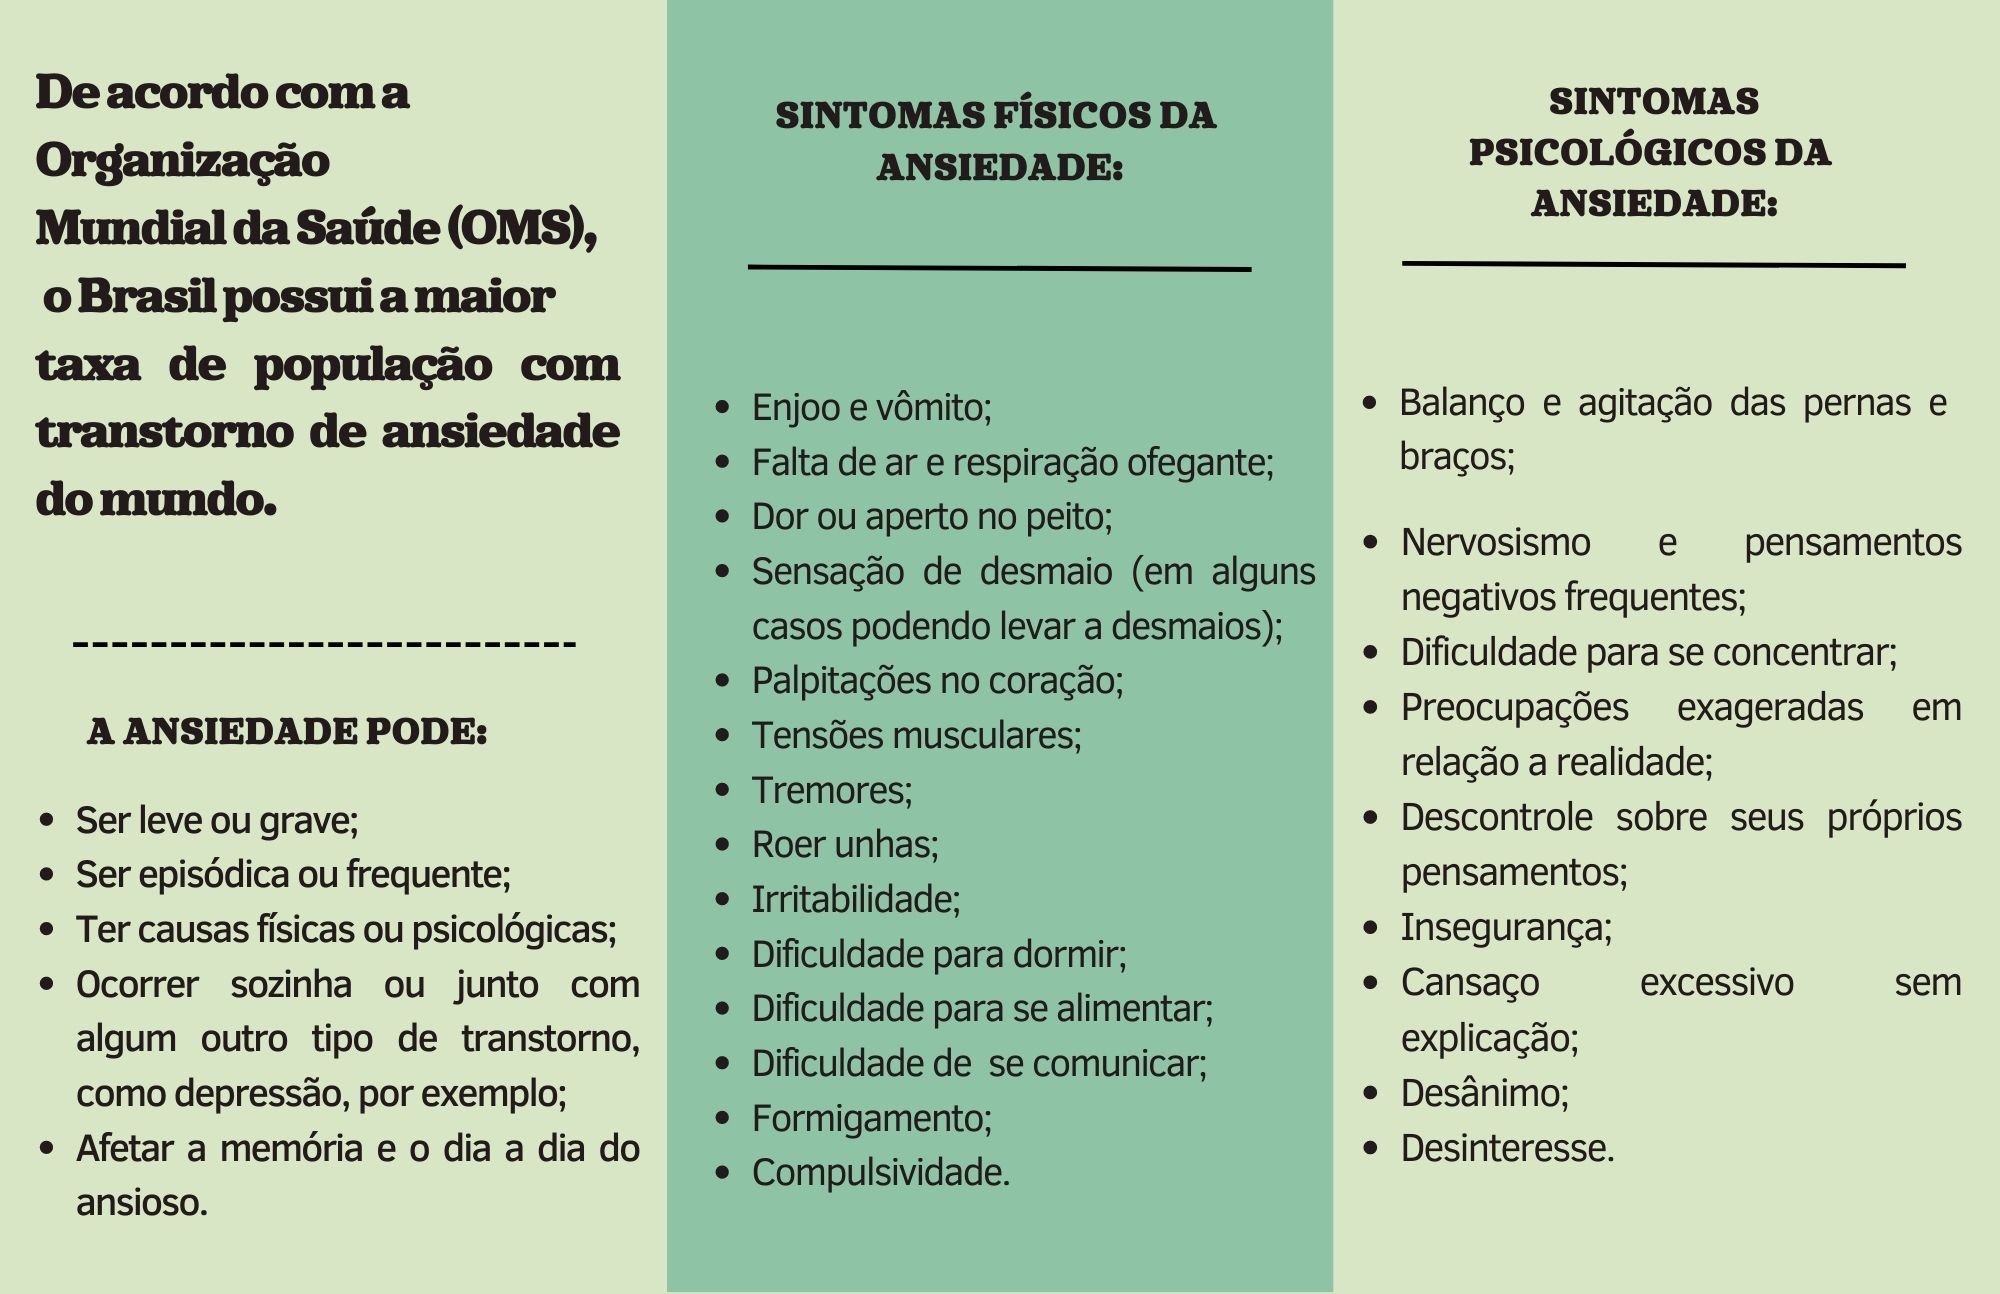 De acordo com a
Organização
Mundial da Saúde (OMS),
o Brasil possui a maior
taxa de população com
transtorno de ansiedade
do mundo.
---------------------------
A ANSIEDADE PODE:
• Ser leve ou grave;
• Ser episódica ou frequente;
• Ter causas físicas ou psicológicas;
• Ocorrer sozinha ou junto com
algum outro tipo de transtorno,
como depressão, por exemplo;
• Afetar a memória e o dia a dia do
ansioso.
SINTOMAS FÍSICOS DA
ANSIEDADE:
• Enjoo e vômito;
• Falta de ar e respiração ofegante;
• Dor ou aperto no peito;
• Sensação de desmaio (em alguns
casos podendo levar a desmaios);
• Palpitações no coração;
• Tensões musculares;
• Tremores;
• Roer unhas;
• Irritabilidade;
• Dificuldade para dormir;
• Dificuldade para se alimentar;
• Dificuldade de se comunicar;
• Formigamento;
• Compulsividade.
SINTOMAS
PSICOLÓGICOS DA
ANSIEDADE:
• Balanço e agitação das pernas e
braços;
• Nervosismo e pensamentos
negativos frequentes;
• Dificuldade para se concentrar;
• Preocupações exageradas em
relação a realidade;
• Descontrole sobre seus próprios
pensamentos;
• Insegurança;
• Cansaço excessivo sem
explicação;
• Desânimo;
• Desinteresse.